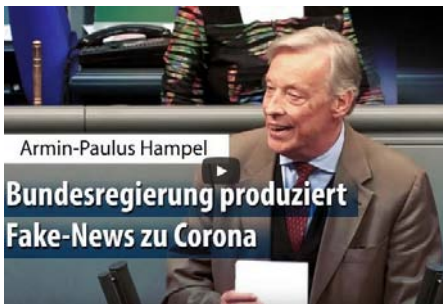 Armin-Paulus Hampel
Bundesregierung produziert
Fake-News zu Corona